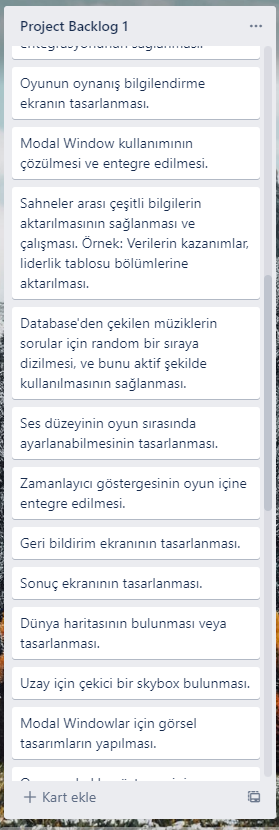 Project Backlog 1
entegrasyonunun sağlanması.
Oyunun oynanış bilgilendirme
ekranın tasarlanması.
Modal Window kullanımının
çözülmesi ve entegre edilmesi.
Sahneler arası çeşitli bilgilerin
aktarılmasının sağlanması ve
çalışması. Örnek: Verilerin kazanımlar,
liderlik tablosu bölümlerine
aktarılması.
Database'den çekilen müziklerin
sorular için random bir sıraya
dizilmesi, ve bunu aktif şekilde
kullanılmasının sağlanması.
Ses düzeyinin oyun sırasında
ayarlanabilmesinin tasarlanması.
Zamanlayıcı göstergesinin oyun içine
entegre edilmesi.
Geri bildirim ekranının tasarlanması.
Sonuç ekranının tasarlanması.
Dünya haritasının bulunması veya
tasarlanması.
Uzay için çekici bir skybox bulunması.
Modal Windowlar için görsel
tasarımların yapılması.
+ Kart ekle